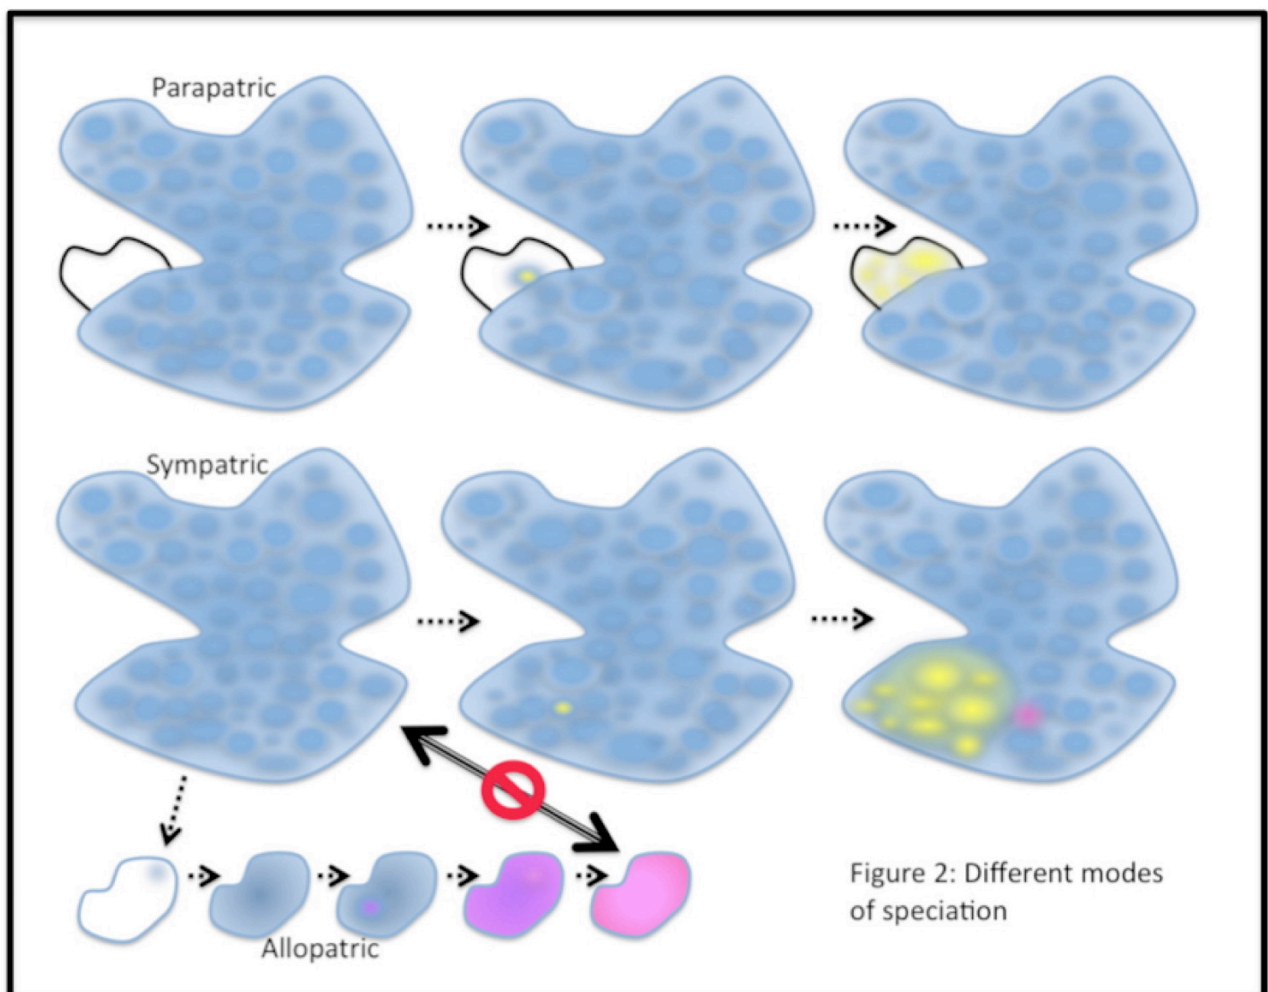 Parapatric
Sympatric
Allopatric
Figure 2: Different modes
of speciation